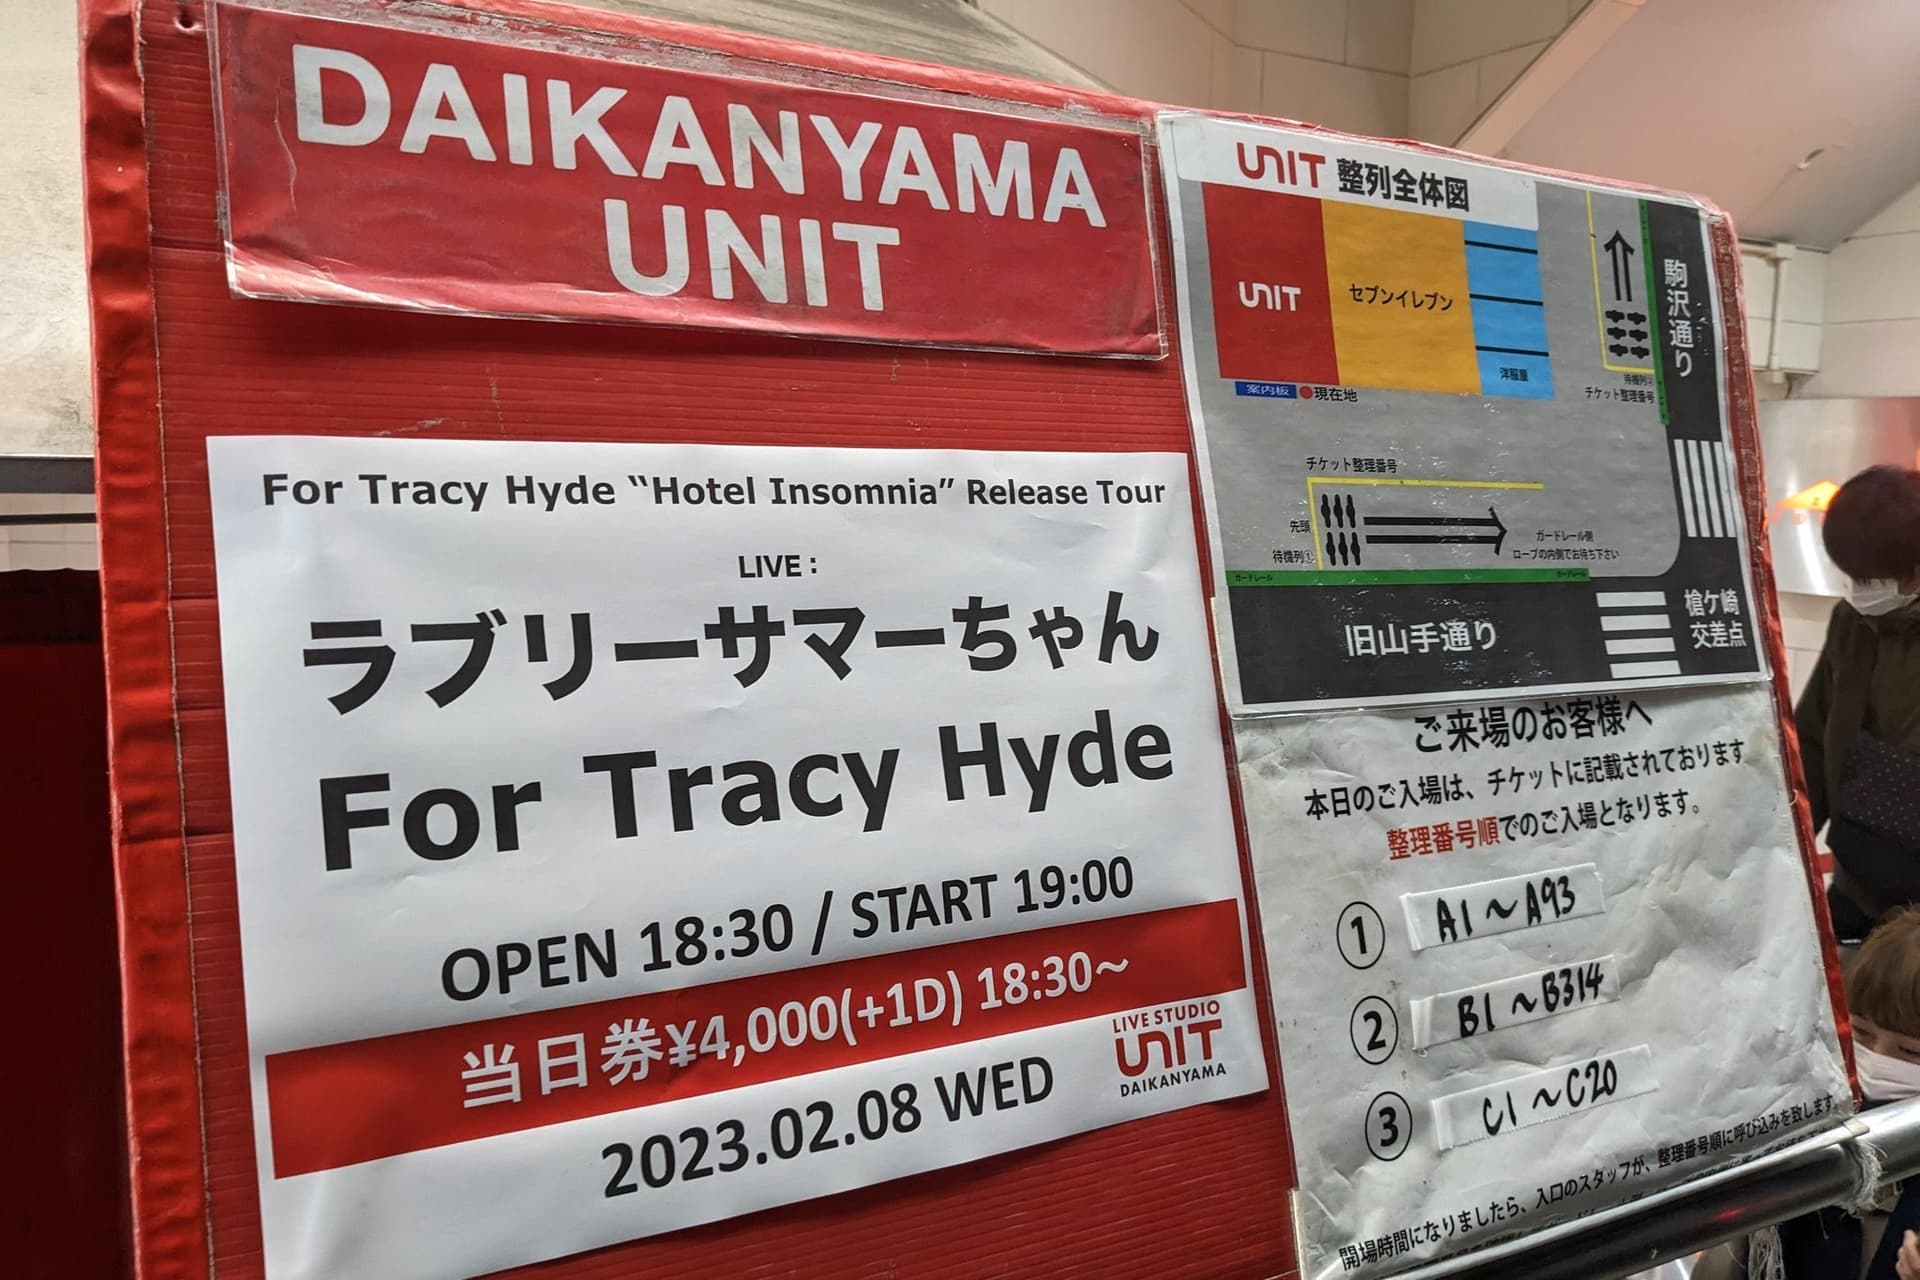 DAIKANYAMA
UNIT
For Tracy Hyde “Hotel Insomnia” Release Tour
LIVE :
ラブリーサマーちゃん
For Tracy Hyde
OPEN 18:30 / START 19:00
当日券¥4,000(+1D) 18:30～
2023.02.08 WED
LIVE STUDIO
UNIT
DAIKANYAMA
UNIT 整列全体図
UNIT
セブンイレブン
洋服屋
案内板
現在地
駒沢通り
待機列②
チケット整理番号
チケット整理番号
先頭
待機列①
ガードレール側
ロープの内側でお待ち下さい
ガードレール
ガードレール
旧山手通り
槍ケ崎
交差点
ご来場のお客様へ
本日のご入場は、チケットに記載されております
整理番号順でのご入場となります。
① A1～A93
② B1～B314
③ C1～C20
開場時間になりましたら、入口のスタッフが、整理番号順に呼び込みを致します。